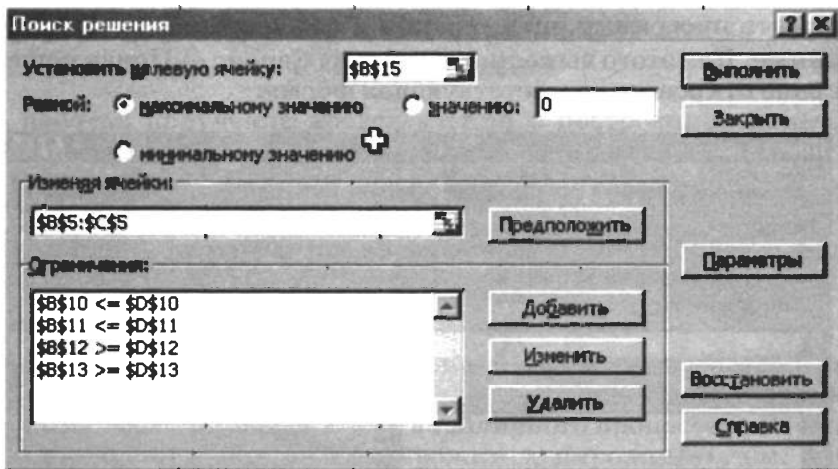 Поиск решения
Установить целевую ячейку: $B$15
Равной: максимальному значению значению: 0
минимальному значению
Изменяя ячейки:
$B$5:$C$5
Предположить
Ограничения:
$B$10 <= $D$10
$B$11 <= $D$11
$B$12 >= $D$12
$B$13 >= $D$13
Добавить
Изменить
Удалить
Выполнить
Закрыть
Параметры
Восстановить
Справка